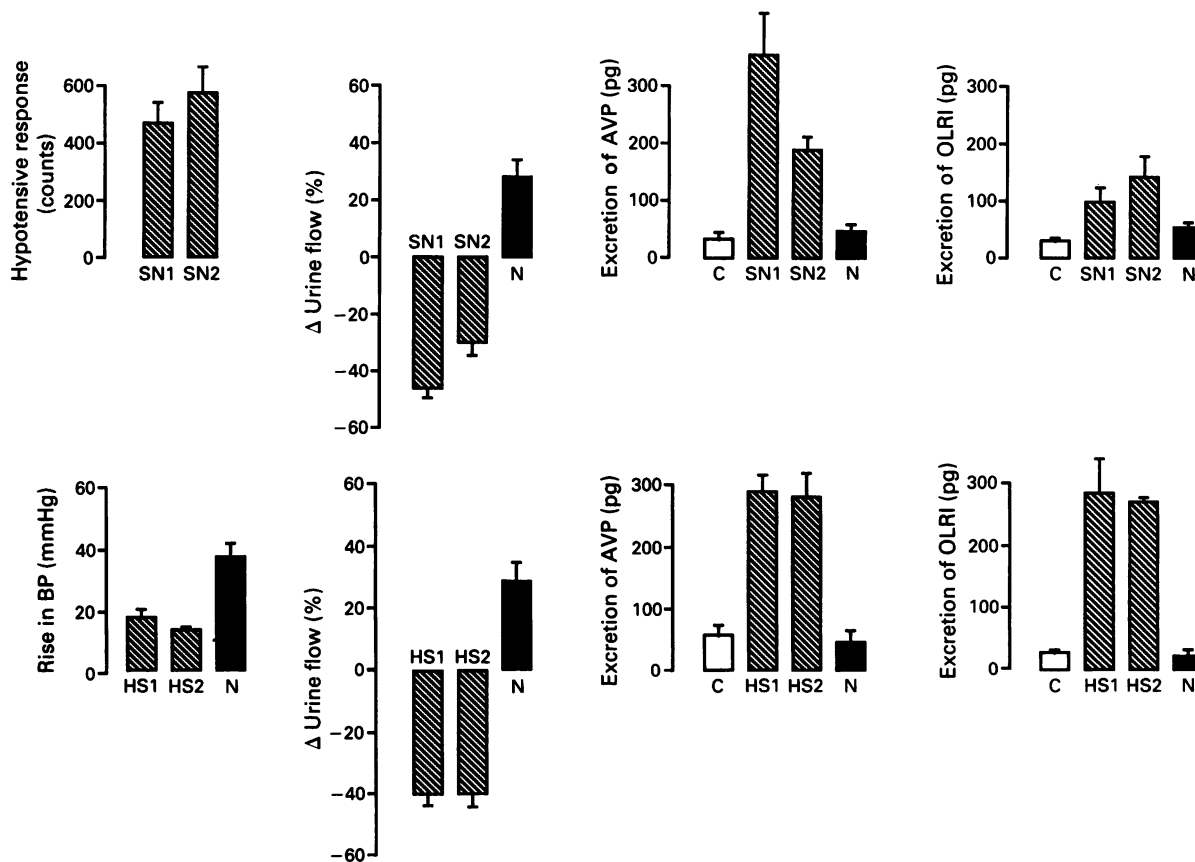 Hypotensive response
(counts)
600
400
200
0
SN1 SN2
Δ Urine flow (%)
60
40
20
0
−20
−40
−60
SN1 SN2
N
Excretion of AVP (pg)
300
200
100
0
C SN1 SN2 N
Excretion of OLRI (pg)
300
200
100
0
C SN1 SN2 N
Rise in BP (mmHg)
60
40
20
0
HS1 HS2 N
Δ Urine flow (%)
60
40
20
0
−20
−40
−60
HS1 HS2
N
Excretion of AVP (pg)
300
200
100
0
C HS1 HS2 N
Excretion of OLRI (pg)
300
200
100
0
C HS1 HS2 N